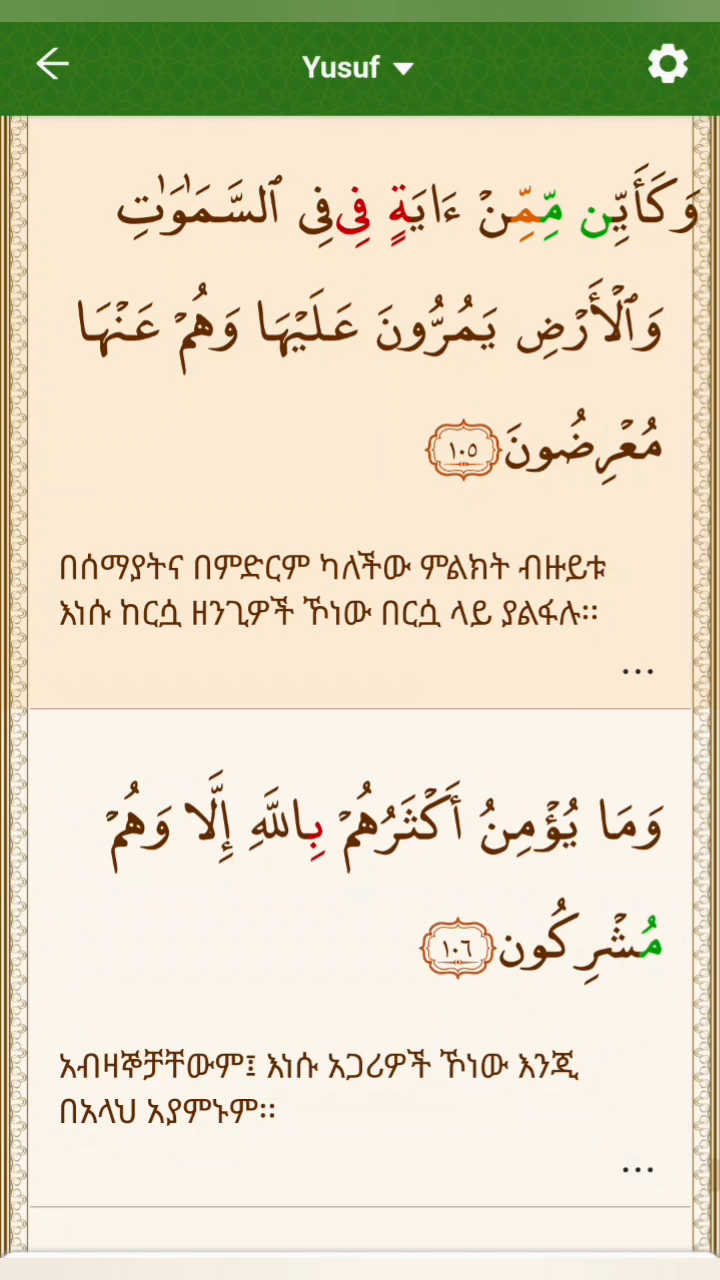 Yusuf
وَكَأَيِّن مِّمِّنْ ءَايَةٍ فِى فِى ٱلسَّمَٰوَٰتِ
وَٱلْأَرْضِ يَمُرُّونَ عَلَيْهَا وَهُمْ عَنْهَا
مُعْرِضُونَ ١٠٥
በሰማያትና በምድርም ካለችው ምልክት ብዙይቱ
እነሱ ከርሷ ዘንጊዎች ኾነው በርሷ ላይ ያልፋሉ፡፡
...
وَمَا يُؤْمِنُ أَكْثَرُهُمْ بِاللَّهِ إِلَّا وَهُمْ
مُشْرِكُون ١٠٦
አብዛኞቻቸውም፤ እነሱ አጋሪዎች ኾነው እንጂ
በአላህ አያምኑም፡፡
...